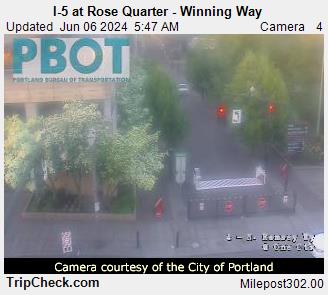 I-5 at Rose Quarter - Winning Way
Updated Jun 06 2024 5:47 AM Camera 4
PBOT
PORTLAND BUREAU OF TRANSPORTATION
Camera courtesy of the City of Portland
TripCheck.com Milepost302.00